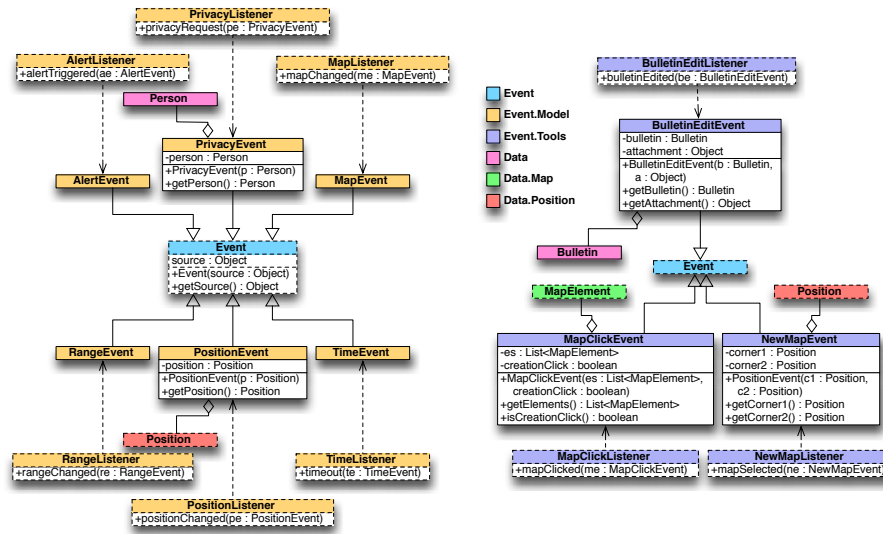 PrivacyListener
+privacyRequest(pe : PrivacyEvent)
AlertListener
+alertTriggered(ae : AlertEvent)
MapListener
+mapChanged(me : MapEvent)
Person
PrivacyEvent
-person : Person
+PrivacyEvent(p : Person)
+getPerson() : Person
AlertEvent
MapEvent
Event
source : Object
+Event(source : Object)
+getSource() : Object
RangeEvent
PositionEvent
-position : Position
+PositionEvent(p : Position)
+getPosition() : Position
TimeEvent
Position
RangeListener
+rangeChanged(re : RangeEvent)
TimeListener
+timeout(te : TimeEvent)
PositionListener
+positionChanged(pe : PositionEvent)
Event
Event.Model
Event.Tools
Data
Data.Map
Data.Position
BulletinEditListener
+bulletinEdited(be : BulletinEditEvent)
BulletinEditEvent
-bulletin : Bulletin
-attachment : Object
+BulletinEditEvent(b : Bulletin,
a : Object)
+getBulletin() : Bulletin
+getAttachment() : Object
Bulletin
Event
MapElement
Position
MapClickEvent
-es : List<MapElement>
-creationClick : boolean
+MapClickEvent(es : List<MapElement>,
creationClick : boolean)
+getElements() : List<MapElement>
+isCreationClick() : boolean
NewMapEvent
-corner1 : Position
-corner2 : Position
+PositionEvent(c1 : Position,
c2 : Position)
+getCorner1() : Position
+getCorner2() : Position
MapClickListener
+mapClicked(me : MapClickEvent)
NewMapListener
+mapSelected(ne : NewMapEvent)